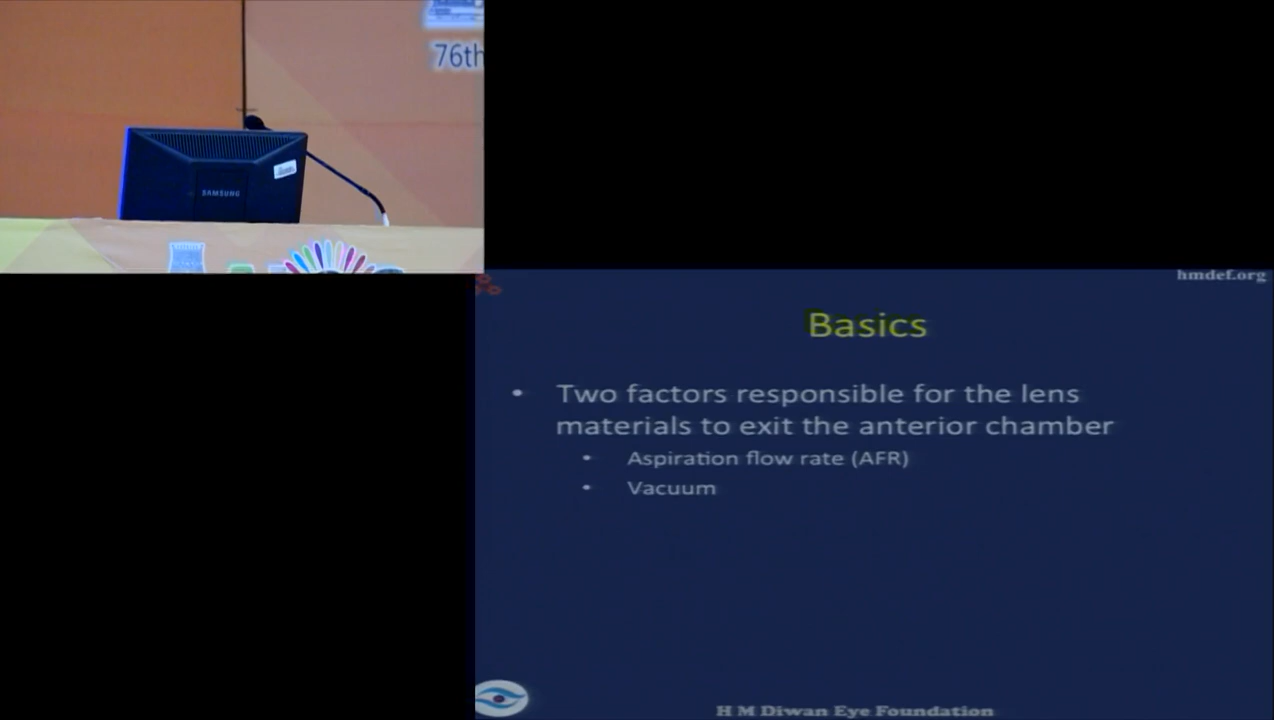 76th
SAMSUNG
hmdef.org
Basics
• Two factors responsible for the lens
materials to exit the anterior chamber
• Aspiration flow rate (AFR)
• Vacuum
H M Diwan Eye Foundation